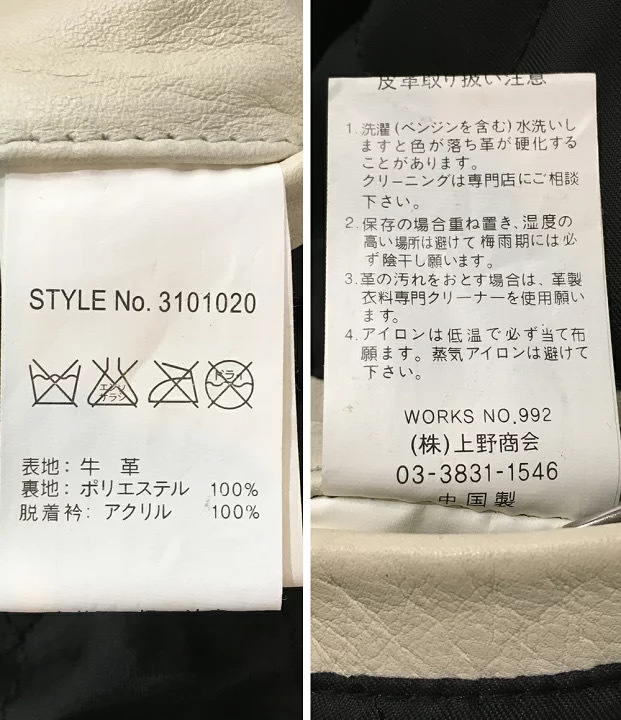 STYLE No. 3101020
エンソ
サラシ
ドライ
表地: 牛 革
裏地: ポリエステル 100%
脱着衿: アクリル 100%
皮革取り扱い注意
1. 洗濯(ベンジンを含む)水洗いし
ますと色が落ち革が硬化する
ことがあります。
クリーニングは専門店にご相談
下さい。
2. 保存の場合重ね置き、湿度の
高い場所は避けて梅雨期には必
ず陰干し願います。
3. 革の汚れをおとす場合は、革製
衣料専門クリーナーを使用願い
ます。
4. アイロンは低温で必ず当て布
願ます。蒸気アイロンは避けて
下さい。
WORKS NO.992
(株)上野商会
03-3831-1546
中国製